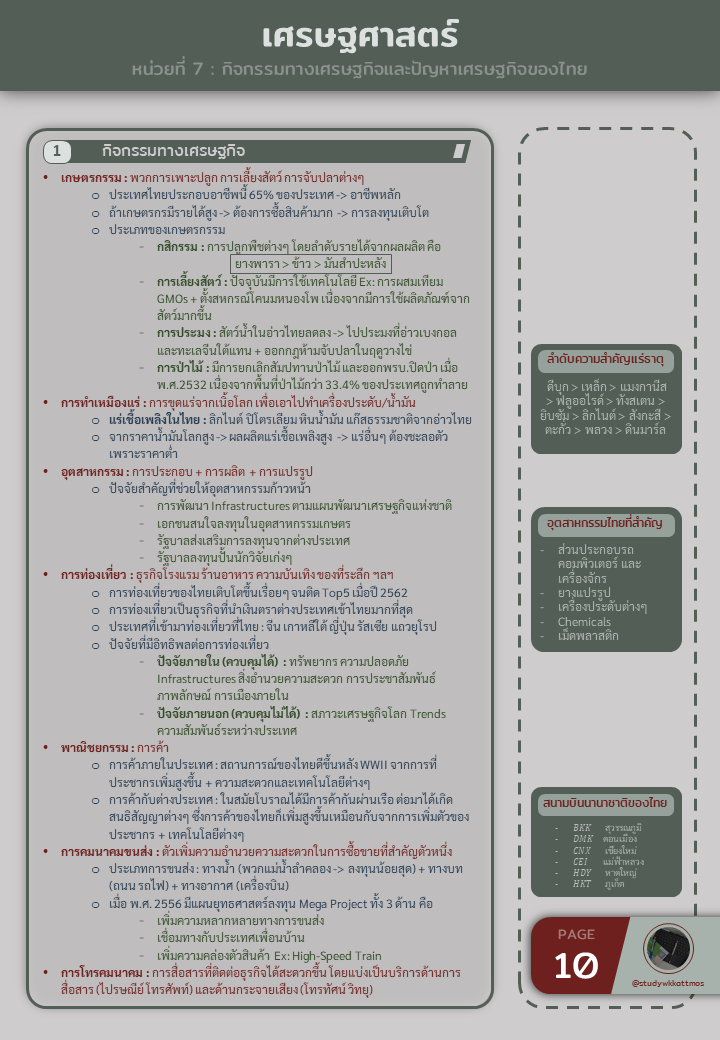 เศรษฐศาสตร์
หน่วยที่ 7 : กิจกรรมทางเศรษฐกิจและปัญหาเศรษฐกิจของไทย
1 กิจกรรมทางเศรษฐกิจ
• เกษตรกรรม : พวกการเพาะปลูก การเลี้ยงสัตว์ การจับปลาต่างๆ
o ประเทศไทยประกอบอาชีพนี้ 65% ของประเทศ -> อาชีพหลัก
o ถ้าเกษตรกรมีรายได้สูง -> ต้องการซื้อสินค้ามาก -> การลงทุนเติบโต
o ประเภทของเกษตรกรรม
- กสิกรรม : การปลูกพืชต่างๆ โดยลำดับรายได้จากผลผลิต คือ
ยางพารา > ข้าว > มันสำปะหลัง
- การเลี้ยงสัตว์ : ปัจจุบันมีการใช้เทคโนโลยี Ex: การผสมเทียม
GMOs + ตั้งสหกรณ์โคนมหนองโพ เนื่องจากมีการใช้ผลิตภัณฑ์จาก
สัตว์มากขึ้น
- การประมง : สัตว์น้ำในอ่าวไทยลดลง -> ไปประมงที่อ่าวเบงกอล
และทะเลจีนใต้แทน + ออกกฎห้ามจับปลาในฤดูวางไข่
- การป่าไม้ : มีการยกเลิกสัมปทานป่าไม้ และออกพรบ.ปิดป่า เมื่อ
พ.ศ.2532 เนื่องจากพื้นที่ป่าไม้กว่า 33.4% ของประเทศถูกทำลาย
• การทำเหมืองแร่ : การขุดแร่จากเนื้อโลก เพื่อเอาไปทำเครื่องประดับ/น้ำมัน
o แร่เชื้อเพลิงในไทย : ลิกไนต์ ปิโตรเลียม หินน้ำมัน แก๊สธรรมชาติจากอ่าวไทย
o จากราคาน้ำมันโลกสูง -> ผลผลิตแร่เชื้อเพลิงสูง -> แร่อื่นๆ ต้องชะลอตัว
เพราะราคาต่ำ
• อุตสาหกรรม : การประกอบ + การผลิต + การแปรรูป
o ปัจจัยสำคัญที่ช่วยให้อุตสาหกรรมก้าวหน้า
- การพัฒนา Infrastructures ตามแผนพัฒนาเศรษฐกิจแห่งชาติ
- เอกชนสนใจลงทุนในอุตสาหกรรมเกษตร
- รัฐบาลส่งเสริมการลงทุนจากต่างประเทศ
- รัฐบาลลงทุนปั้นนักวิจัยเก่งๆ
• การท่องเที่ยว : ธุรกิจโรงแรม ร้านอาหาร ความบันเทิง ของที่ระลึก ฯลฯ
o การท่องเที่ยวของไทยเติบโตขึ้นเรื่อยๆ จนติด Top5 เมื่อปี 2562
o การท่องเที่ยวเป็นธุรกิจที่นำเงินตราต่างประเทศเข้าไทยมากที่สุด
o ประเทศที่เข้ามาท่องเที่ยวที่ไทย : จีน เกาหลีใต้ ญี่ปุ่น รัสเซีย แถวยุโรป
o ปัจจัยที่มีอิทธิพลต่อการท่องเที่ยว
- ปัจจัยภายใน (ควบคุมได้) : ทรัพยากร ความปลอดภัย
Infrastructures สิ่งอำนวยความสะดวก การประชาสัมพันธ์
ภาพลักษณ์ การเมืองภายใน
- ปัจจัยภายนอก (ควบคุมไม่ได้) : สภาวะเศรษฐกิจโลก Trends
ความสัมพันธ์ระหว่างประเทศ
• พาณิชยกรรม : การค้า
o การค้าภายในประเทศ : สถานการณ์ของไทยดีขึ้นหลัง WWII จากการที่
ประชากรเพิ่มสูงขึ้น + ความสะดวกและเทคโนโลยีต่างๆ
o การค้ากับต่างประเทศ : ในสมัยโบราณได้มีการค้ากันผ่านเรือ ต่อมาได้เกิด
สนธิสัญญาต่างๆ ซึ่งการค้าของไทยก็เพิ่มสูงขึ้นเหมือนกับจากการเพิ่มตัวของ
ประชากร + เทคโนโลยีต่างๆ
• การคมนาคมขนส่ง : ตัวเพิ่มความอำนวยความสะดวกในการซื้อขายที่สำคัญตัวหนึ่ง
o ประเภทการขนส่ง : ทางน้ำ (พวกแม่น้ำลำคลอง -> ลงทุนน้อยสุด) + ทางบท
(ถนน รถไฟ) + ทางอากาศ (เครื่องบิน)
o เมื่อ พ.ศ. 2556 มีแผนยุทธศาสตร์ลงทุน Mega Project ทั้ง 3 ด้าน คือ
- เพิ่มความหลากหลายทางการขนส่ง
- เชื่อมทางกับประเทศเพื่อนบ้าน
- เพิ่มความคล่องตัวสินค้า Ex: High-Speed Train
• การโทรคมนาคม : การสื่อสารที่ติดต่อธุรกิจได้สะดวกขึ้น โดยแบ่งเป็นบริการด้านการ
สื่อสาร (ไปรษณีย์ โทรศัพท์) และด้านกระจายเสียง (โทรทัศน์ วิทยุ)
ลำดับความสำคัญแร่ธาตุ
ดีบุก > เหล็ก > แมงกานีส
> ฟลูออไรต์ > ทังสเตน >
ยิบซัม > ลิกไนต์ > สังกะสี >
ตะกั่ว > พลวง > ดินมาร์ล
อุตสาหกรรมไทยที่สำคัญ
- ส่วนประกอบรถ
คอมพิวเตอร์ และ
เครื่องจักร
- ยางแปรรูป
- เครื่องประดับต่างๆ
- Chemicals
- เม็ดพลาสติก
สนามบินนานาชาติของไทย
- BKK สุวรรณภูมิ
- DMK ดอนเมือง
- CNX เชียงใหม่
- CEI แม่ฟ้าหลวง
- HDY หาดใหญ่
- HKT ภูเก็ต
PAGE
10
@studywkkattmos